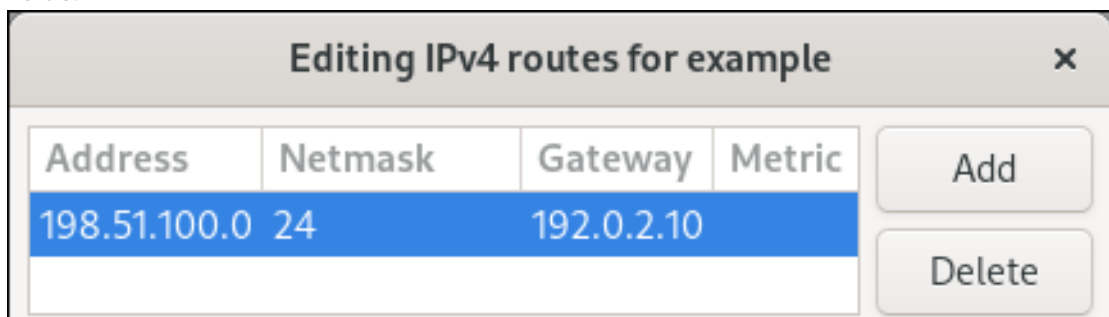 Editing IPv4 routes for example ×
Address Netmask Gateway Metric Add
198.51.100.0 24 192.0.2.10
Delete